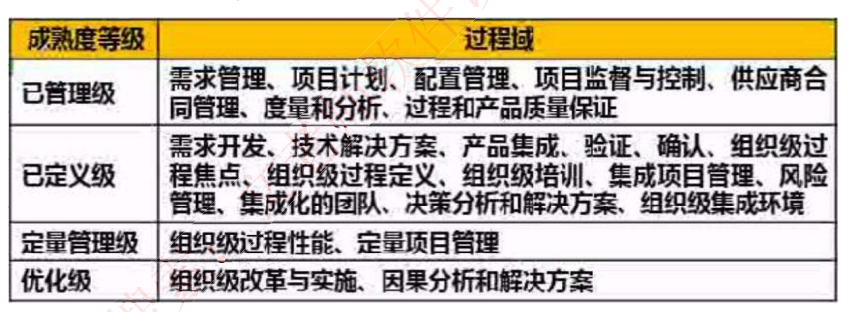 成熟度等级 过程域
已管理级 需求管理、项目计划、配置管理、项目监督与控制、供应商合
同管理、度量和分析、过程和产品质量保证
已定义级 需求开发、技术解决方案、产品集成、验证、确认、组织级过
程焦点、组织级过程定义、组织级培训、集成项目管理、风险
管理、集成化的团队、决策分析和解决方案、组织级集成环境
定量管理级 组织级过程性能、定量项目管理
优化级 组织级改革与实施、因果分析和解决方案